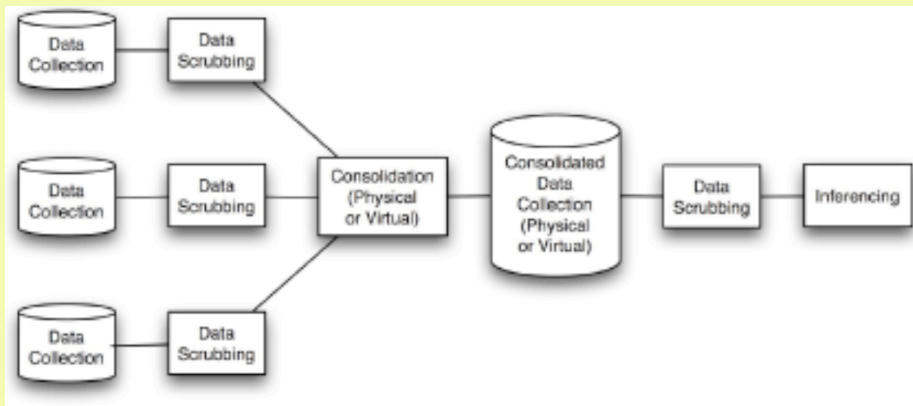 Data
Collection
Data
Scrubbing
Data
Collection
Data
Scrubbing
Consolidation
(Physical
or Virtual)
Consolidated
Data
Collection
(Physical
or Virtual)
Data
Scrubbing
Inferencing
Data
Collection
Data
Scrubbing